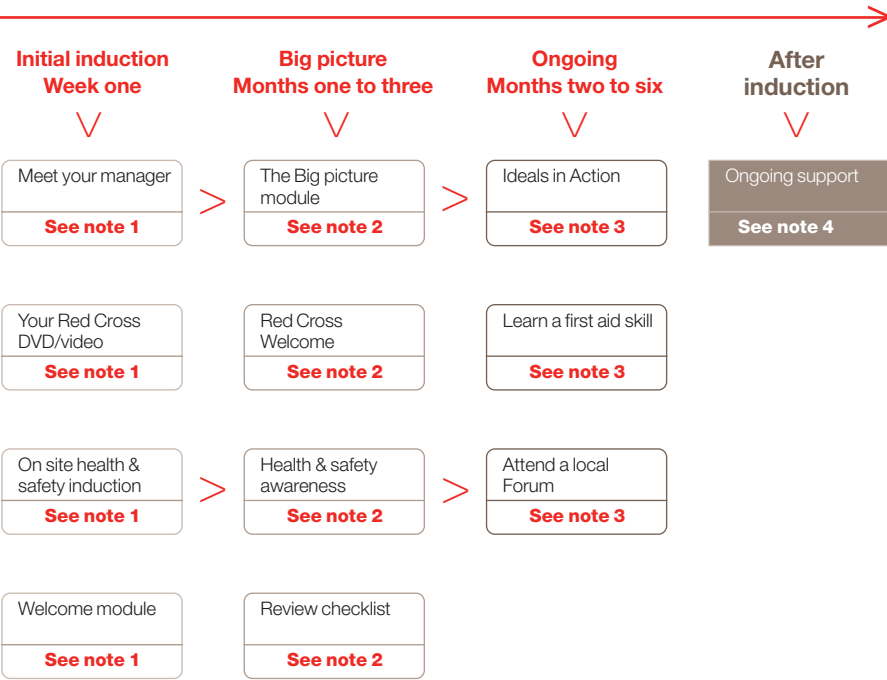 Initial induction
Week one
Big picture
Months one to three
Ongoing
Months two to six
After
induction
Meet your manager
See note 1
The Big picture
module
See note 2
Ideals in Action
See note 3
Ongoing support
See note 4
Your Red Cross
DVD/video
See note 1
Red Cross
Welcome
See note 2
Learn a first aid skill
See note 3
On site health &
safety induction
See note 1
Health & safety
awareness
See note 2
Attend a local
Forum
See note 3
Welcome module
See note 1
Review checklist
See note 2